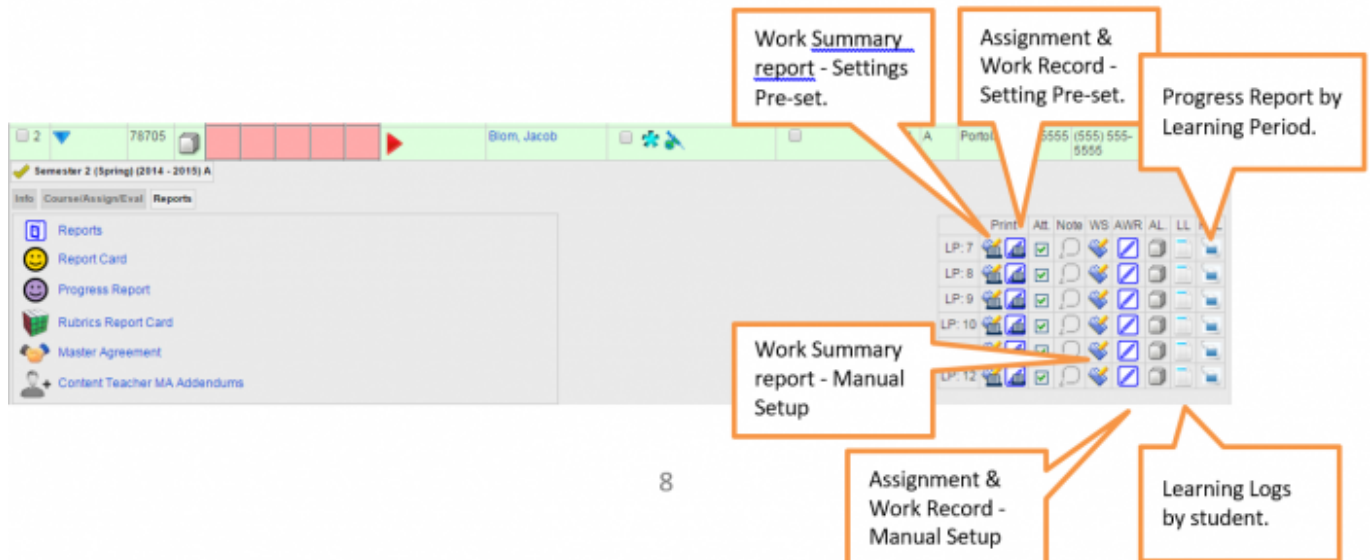 Work Summary
report - Settings
Pre-set.
Assignment &
Work Record -
Setting Pre-set.
Progress Report by
Learning Period.
2 78705 Blom, Jacob A 5555 (555) 555-
5555
Semester 2 (Spring) (2014 - 2015) A
Info Course/Assign/Eval Reports
Reports
Report Card
Progress Report
Rubrics Report Card
Master Agreement
Content Teacher MA Addendums
Print Att. Note WS AWR AL LL
LP: 7
LP: 8
LP: 9
LP: 10
LP: 12
Work Summary
report - Manual
Setup
Assignment &
Work Record -
Manual Setup
Learning Logs
by student.
8